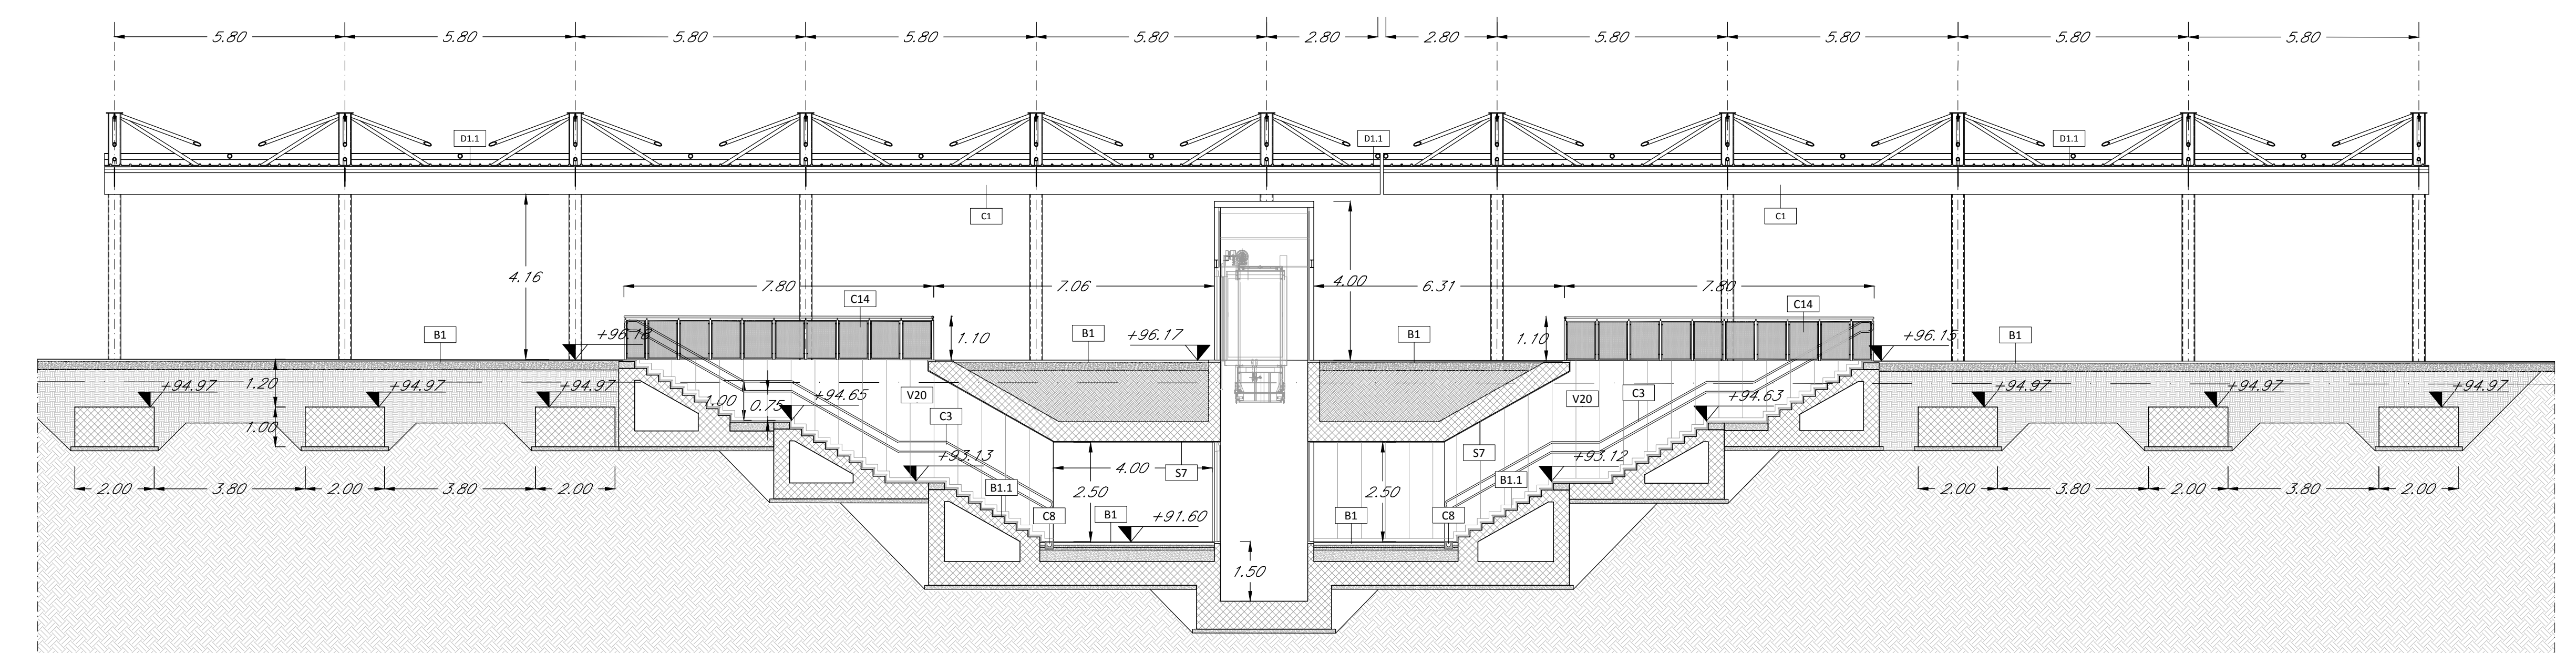 5.80 5.80 5.80 5.80 5.80 2.80 2.80 5.80 5.80 5.80 5.80
D1.1 D1.1 D1.1
C1 C1
4.16 4.00
7.80 7.06 6.31 7.80
C14 C14
B1 +96.18 1.10 B1 +96.17 B1 1.10 +96.15 B1
1.20 +94.97 +94.97 +94.97 1.00 0.75 +94.65 V20 C3 V20 C3 +94.63 +94.97 +94.97 +94.97
1.00
+93.13 4.00 S7 S7 +93.12
2.00 3.80 2.00 3.80 2.00 B1.1 2.50 2.50 B1.1 2.00 3.80 2.00 3.80 2.00
C8 B1 +91.60 B1 C8
1.50